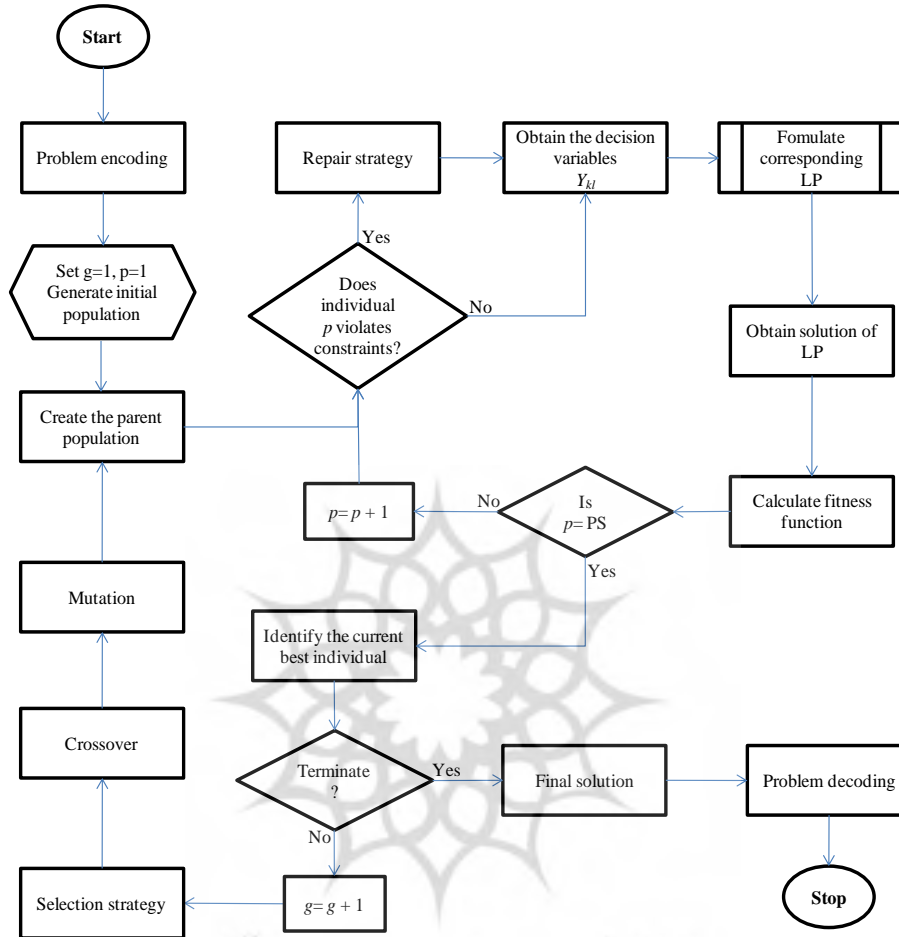 Start
Problem encoding
Set g=1, p=1
Generate initial
population
Create the parent
population
Mutation
Crossover
Selection strategy
Repair strategy
Yes
Does
individual
p violates
constraints?
No
Obtain the decision
variables
Ykl
Fomulate
corresponding
LP
Obtain solution of
LP
Calculate fitness
function
Is
p= PS
No
p= p + 1
Yes
Identify the current
best individual
Terminate
?
Yes
No
g= g + 1
Final solution
Problem decoding
Stop